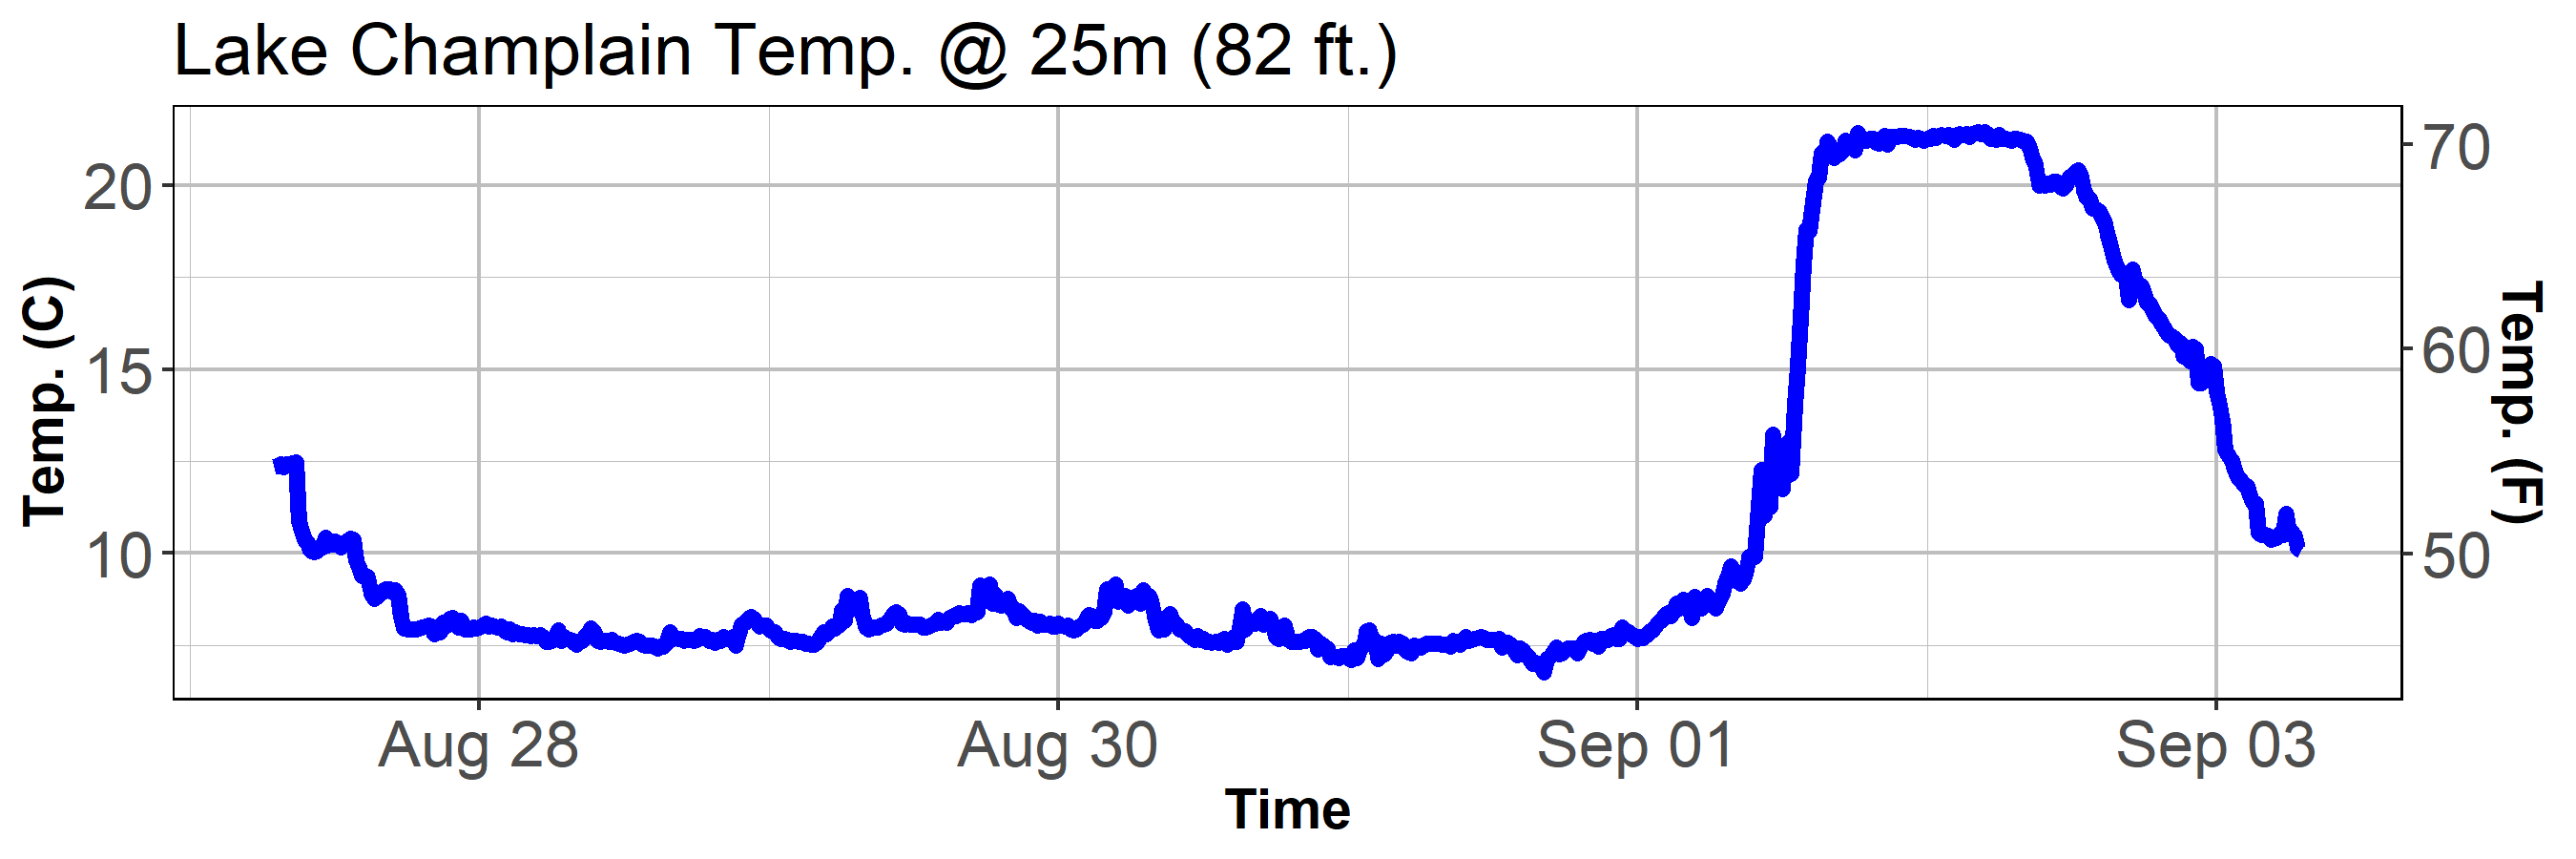 Lake Champlain Temp. @ 25m (82 ft.)
Temp. (C)
20
15
10
70
60
50
Temp. (F)
Aug 28 Aug 30 Sep 01 Sep 03
Time